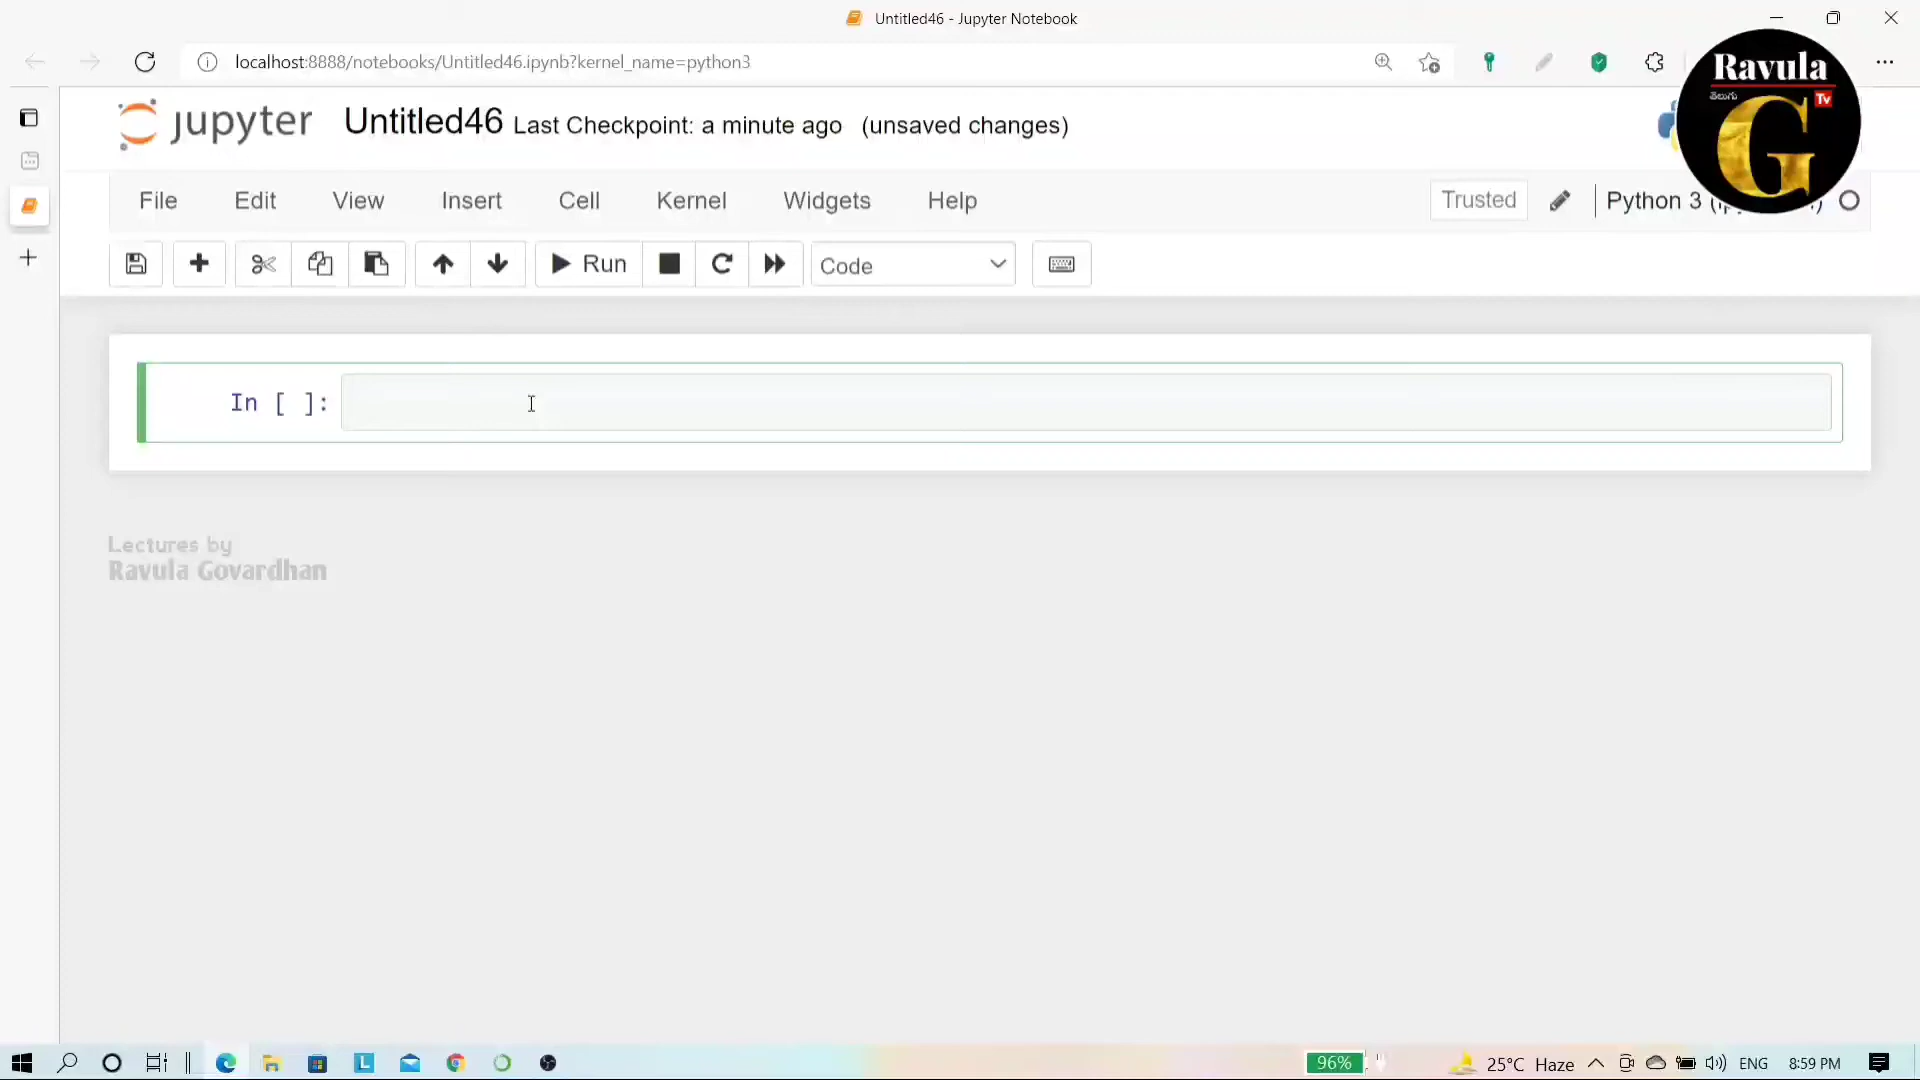 Untitled46 - Jupyter Notebook
localhost:8888/notebooks/Untitled46.ipynb?kernel_name=python3
Ravula
తెలుగు
Tv
G
jupyter Untitled46 Last Checkpoint: a minute ago (unsaved changes)
File Edit View Insert Cell Kernel Widgets Help Trusted Python 3
Run Code
In [ ]:
Lectures by
Ravula Govardhan
96% 25°C Haze ENG 8:59 PM